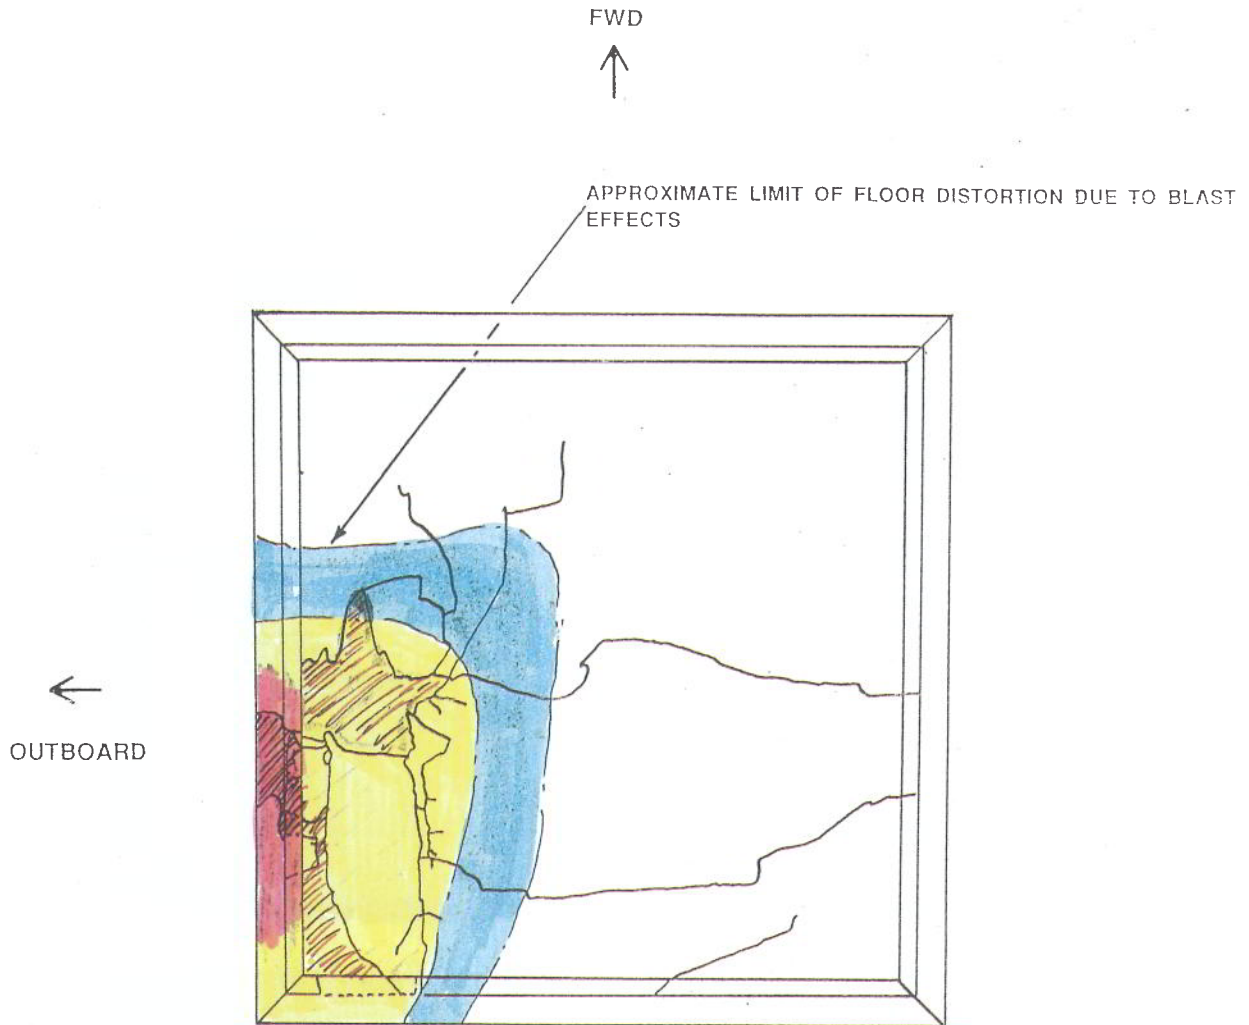 FWD
APPROXIMATE LIMIT OF FLOOR DISTORTION DUE TO BLAST
EFFECTS
OUTBOARD